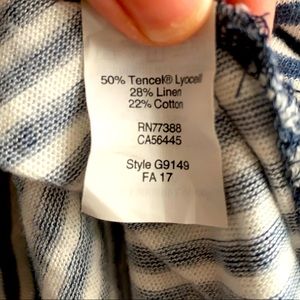 50% Tencel® Lyocell
28% Linen
22% Cotton
RN77388
CA56445
Style G9149
FA 17